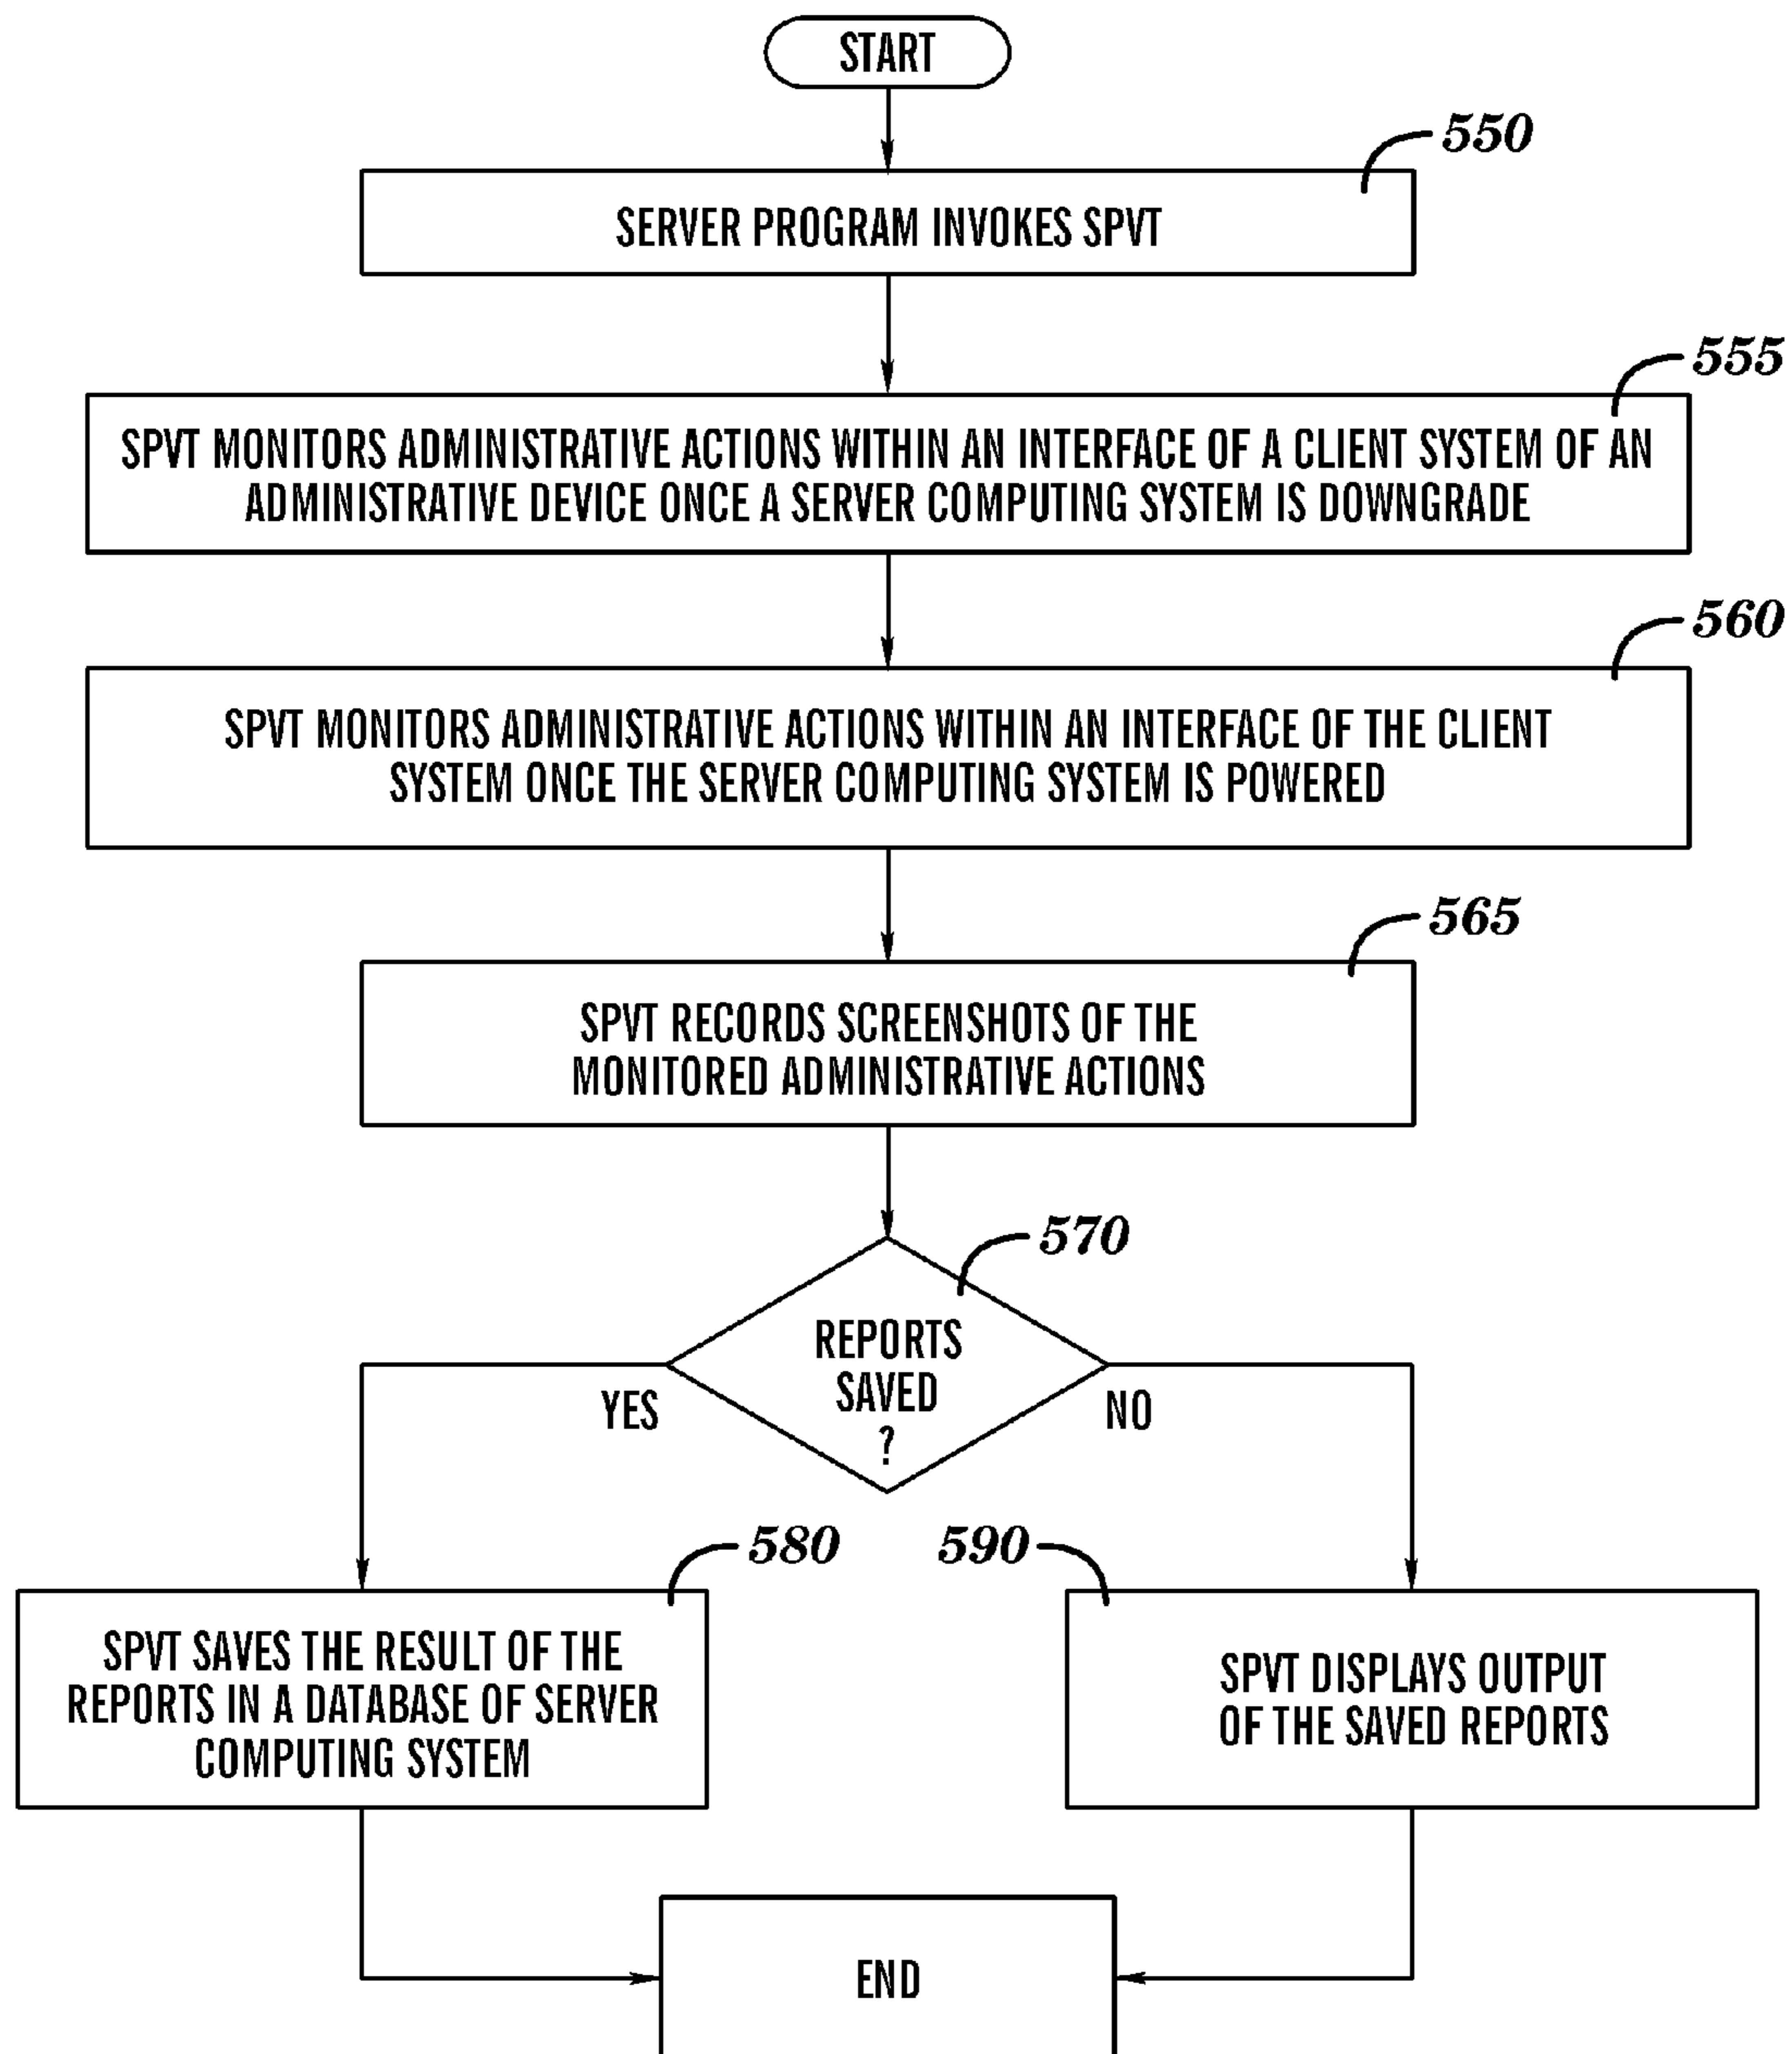 START
550
SERVER PROGRAM INVOKES SPVT
555
SPVT MONITORS ADMINISTRATIVE ACTIONS WITHIN AN INTERFACE OF A CLIENT SYSTEM OF AN
ADMINISTRATIVE DEVICE ONCE A SERVER COMPUTING SYSTEM IS DOWNGRADE
560
SPVT MONITORS ADMINISTRATIVE ACTIONS WITHIN AN INTERFACE OF THE CLIENT
SYSTEM ONCE THE SERVER COMPUTING SYSTEM IS POWERED
565
SPVT RECORDS SCREENSHOTS OF THE
MONITORED ADMINISTRATIVE ACTIONS
570
REPORTS
SAVED
?
YES
NO
580
SPVT SAVES THE RESULT OF THE
REPORTS IN A DATABASE OF SERVER
COMPUTING SYSTEM
590
SPVT DISPLAYS OUTPUT
OF THE SAVED REPORTS
END